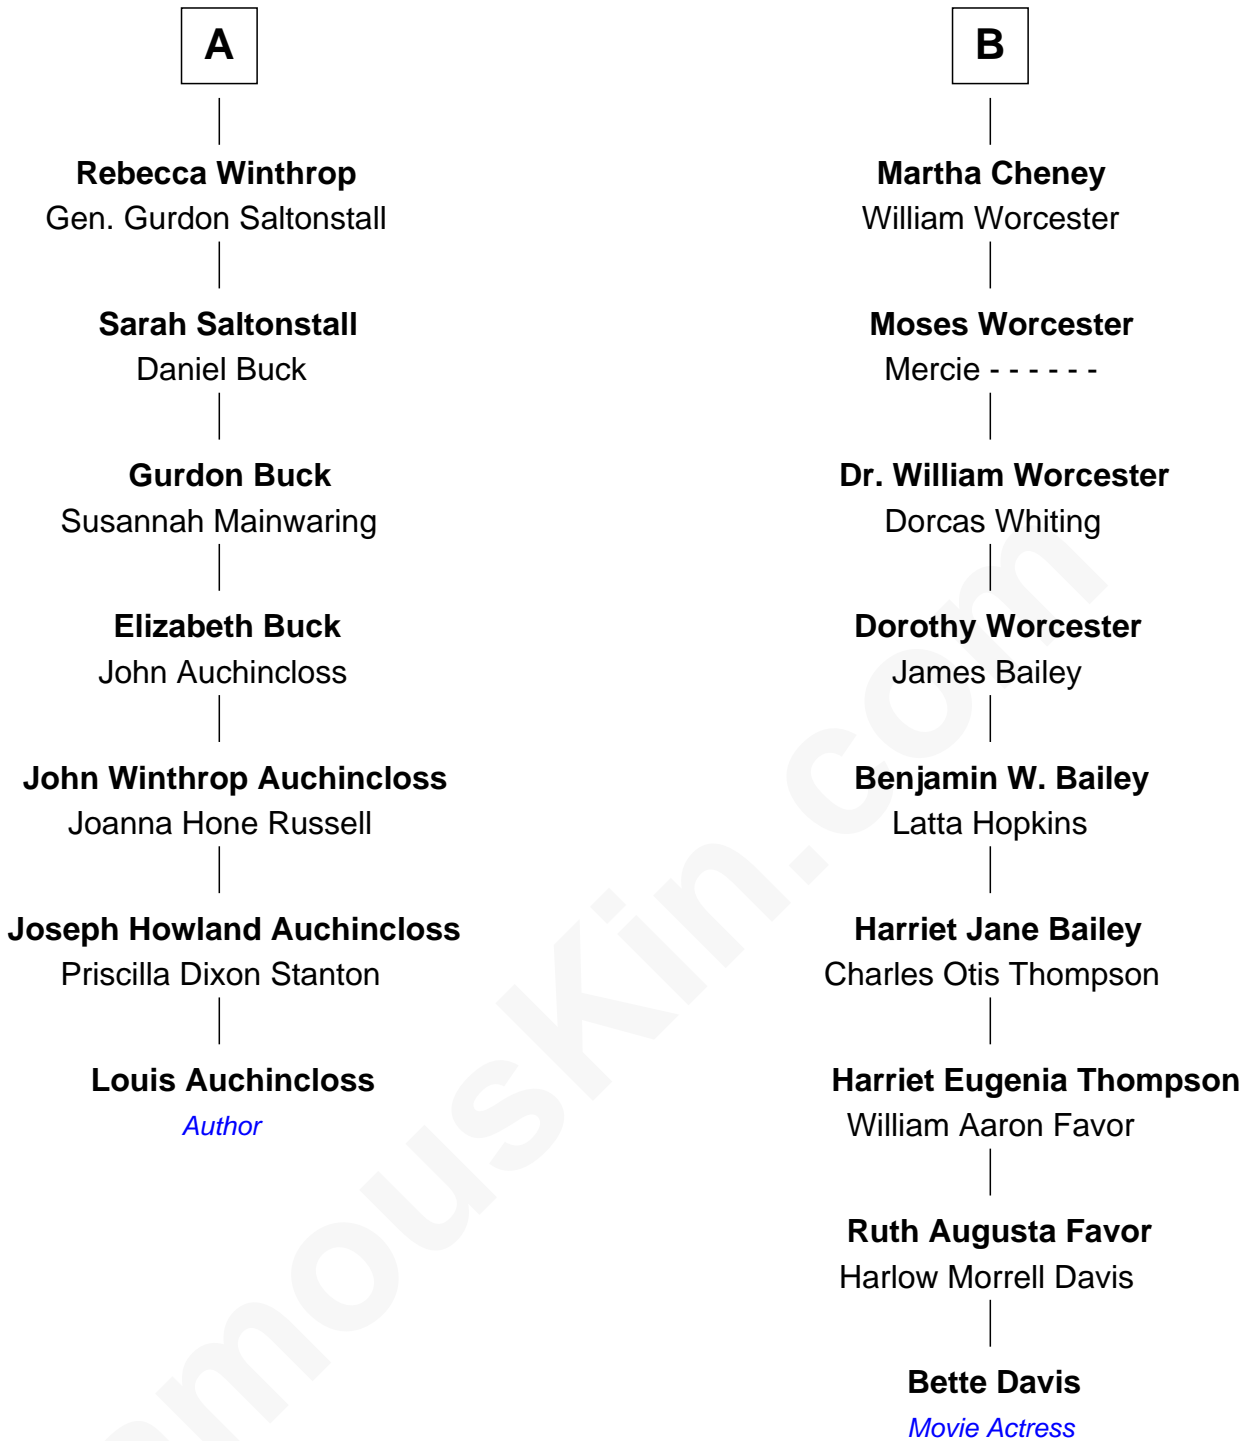 A
Rebecca Winthrop
Gen. Gurdon Saltonstall
Sarah Saltonstall
Daniel Buck
Gurdon Buck
Susannah Mainwaring
Elizabeth Buck
John Auchincloss
John Winthrop Auchincloss
Joanna Hone Russell
Joseph Howland Auchincloss
Priscilla Dixon Stanton
Louis Auchincloss
Author
B
Martha Cheney
William Worcester
Moses Worcester
Mercie - - - - - -
Dr. William Worcester
Dorcas Whiting
Dorothy Worcester
James Bailey
Benjamin W. Bailey
Latta Hopkins
Harriet Jane Bailey
Charles Otis Thompson
Harriet Eugenia Thompson
William Aaron Favor
Ruth Augusta Favor
Harlow Morrell Davis
Bette Davis
Movie Actress
amouskin.com